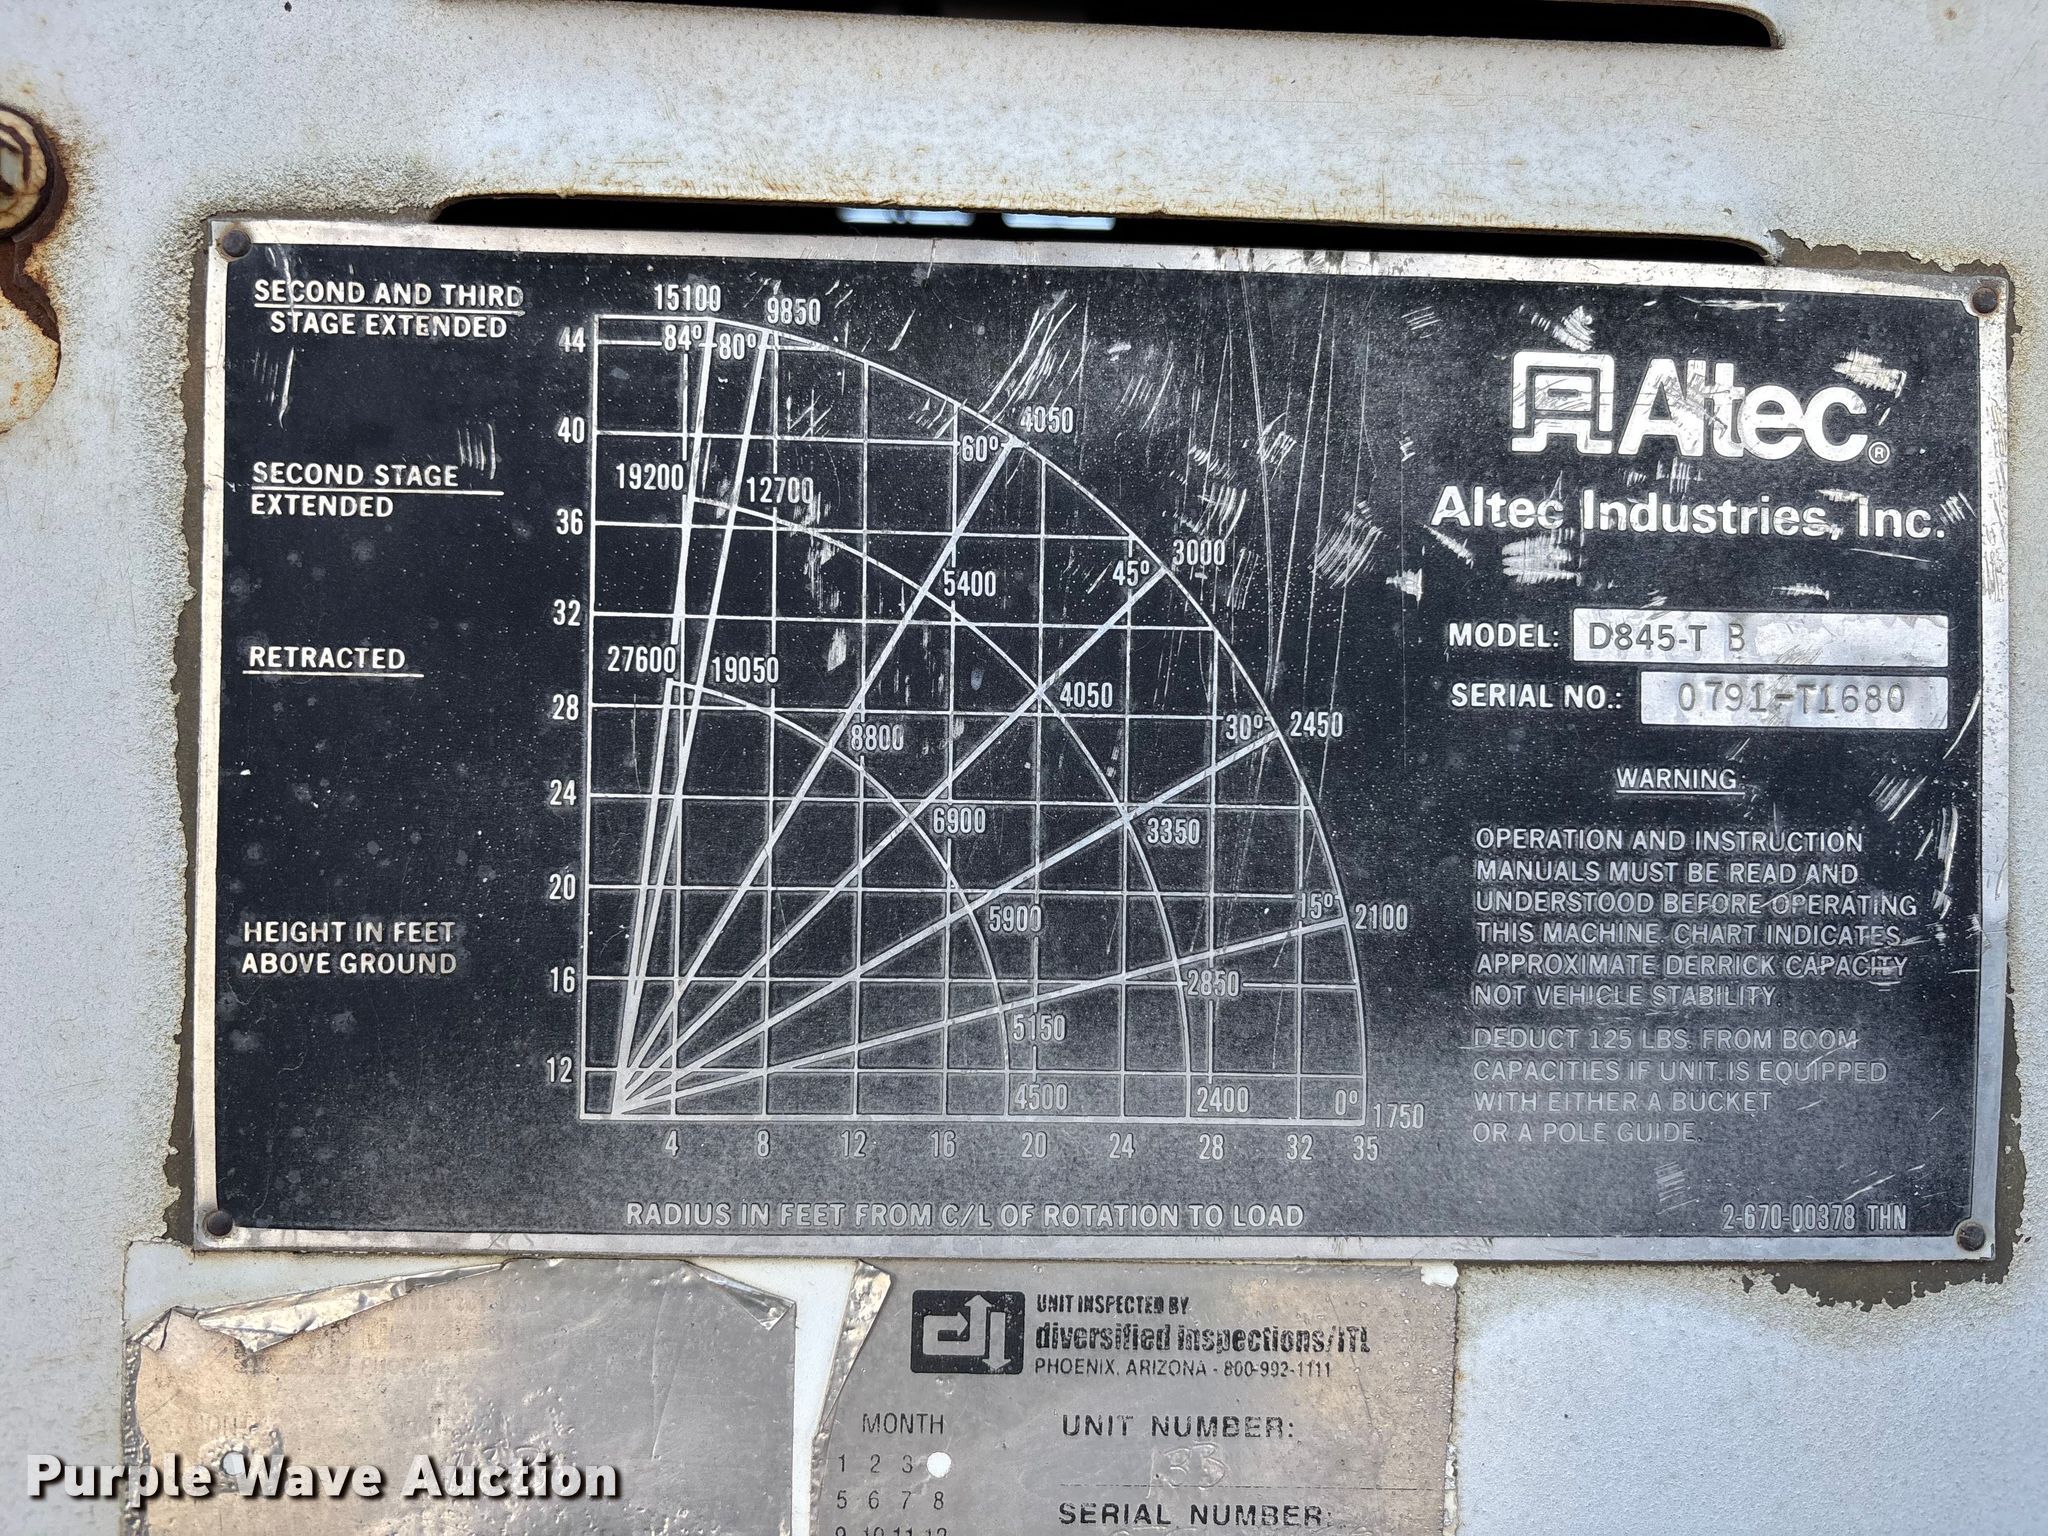 SECOND AND THIRD
STAGE EXTENDED
SECOND STAGE
EXTENDED
RETRACTED
HEIGHT IN FEET
ABOVE GROUND
15100
9850
44
84°
80°
4050
40
60°
19200
12700
36
3000
45°
5400
32
27600
19050
4050
28
30°
2450
8800
24
6900
3350
20
15°
5900
2100
16
2850
5150
12
4500
2400
0°
1750
4 8 12 16 20 24 28 32 35
RADIUS IN FEET FROM C/L OF ROTATION TO LOAD
Altec®
Altec Industries, Inc.
MODEL: D845-T B
SERIAL NO.: 0791-T1680
WARNING:
OPERATION AND INSTRUCTION
MANUALS MUST BE READ AND
UNDERSTOOD BEFORE OPERATING
THIS MACHINE. CHART INDICATES
APPROXIMATE DERRICK CAPACITY
NOT VEHICLE STABILITY.
DEDUCT 125 LBS. FROM BOOM
CAPACITIES IF UNIT IS EQUIPPED
WITH EITHER A BUCKET
OR A POLE GUIDE.
2-670-00378 THN
UNIT INSPECTED BY
diversified inspections/ITL
PHOENIX, ARIZONA - 800-992-1111
MONTH
1 2 3
5 6 7 8
9 10 11 12
UNIT NUMBER:
133
SERIAL NUMBER:
Purple Wave Auction